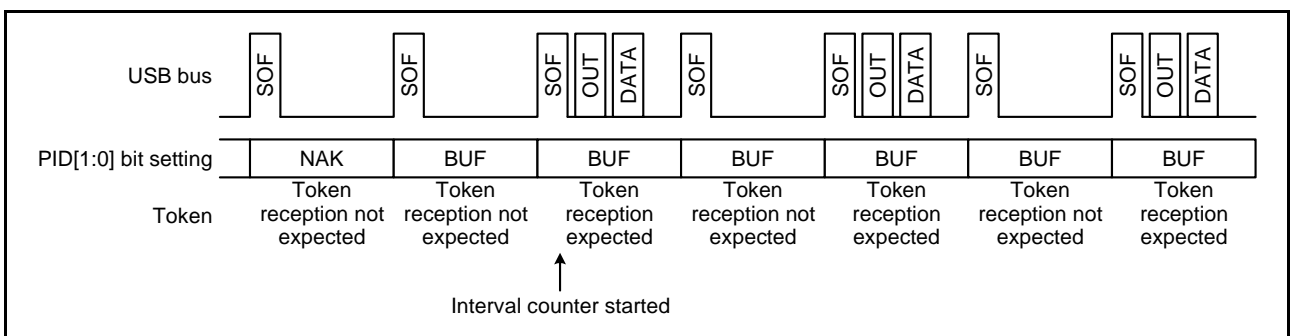 USB bus
SOF
SOF
SOF OUT DATA
SOF
SOF OUT DATA
SOF
SOF OUT DATA
PID[1:0] bit setting NAK BUF BUF BUF BUF BUF BUF
Token
Token
reception not
expected
Token
reception not
expected
Token
reception
expected
Token
reception not
expected
Token
reception
expected
Token
reception not
expected
Token
reception
expected
Interval counter started